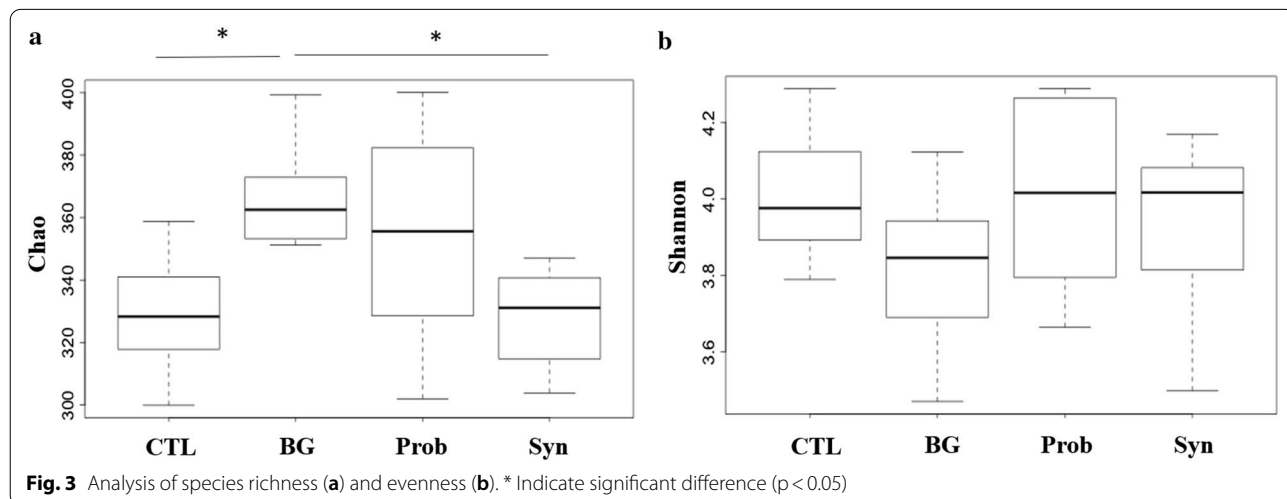 a
*
*
Chao
400
380
360
340
320
300
CTL BG Prob Syn
b
Shannon
4.2
4.0
3.8
3.6
CTL BG Prob Syn
Fig. 3 Analysis of species richness (a) and evenness (b). * Indicate significant difference (p < 0.05)